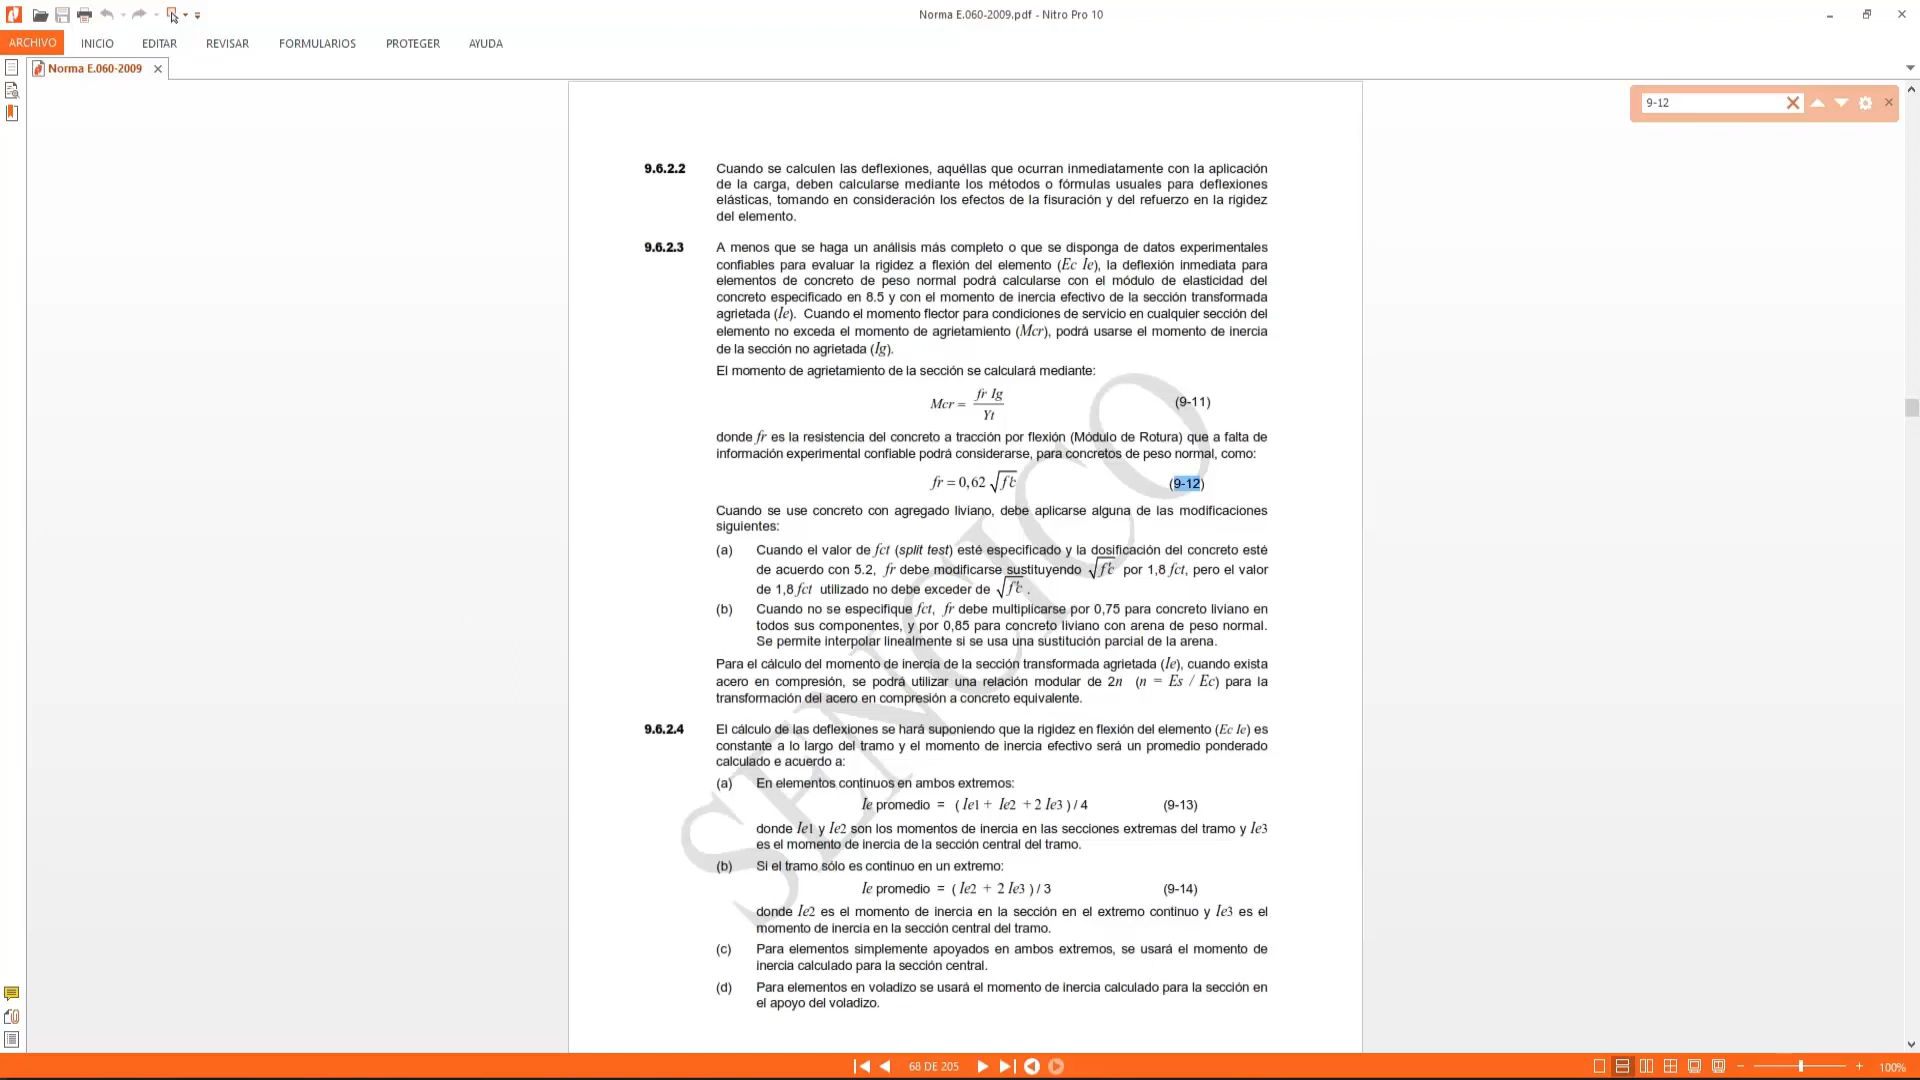 Norma E.060-2009.pdf - Nitro Pro 10
ARCHIVO INICIO EDITAR REVISAR FORMULARIOS PROTEGER AYUDA
Norma E.060-2009
9-12
9.6.2.2 Cuando se calculen las deflexiones, aquéllas que ocurran inmediatamente con la aplicación
de la carga, deben calcularse mediante los métodos o fórmulas usuales para deflexiones
elásticas, tomando en consideración los efectos de la fisuración y del refuerzo en la rigidez
del elemento.
9.6.2.3 A menos que se haga un análisis más completo o que se disponga de datos experimentales
confiables para evaluar la rigidez a flexión del elemento (Ec Ie), la deflexión inmediata para
elementos de concreto de peso normal podrá calcularse con el módulo de elasticidad del
concreto especificado en 8.5 y con el momento de inercia efectivo de la sección transformada
agrietada (Ie). Cuando el momento flector para condiciones de servicio en cualquier sección del
elemento no exceda el momento de agrietamiento (Mcr), podrá usarse el momento de inercia
de la sección no agrietada (Ig).
El momento de agrietamiento de la sección se calculará mediante:
Mcr = fr Ig / Yt (9-11)
donde fr es la resistencia del concreto a tracción por flexión (Módulo de Rotura) que a falta de
información experimental confiable podrá considerarse, para concretos de peso normal, como:
fr = 0,62 √f'c (9-12)
Cuando se use concreto con agregado liviano, debe aplicarse alguna de las modificaciones
siguientes:
(a) Cuando el valor de fct (split test) esté especificado y la dosificación del concreto esté
de acuerdo con 5.2, fr debe modificarse sustituyendo √f'c por 1,8 fct, pero el valor
de 1,8 fct utilizado no debe exceder de √f'c .
(b) Cuando no se especifique fct, fr debe multiplicarse por 0,75 para concreto liviano en
todos sus componentes, y por 0,85 para concreto liviano con arena de peso normal.
Se permite interpolar linealmente si se usa una sustitución parcial de la arena.
Para el cálculo del momento de inercia de la sección transformada agrietada (Ie), cuando exista
acero en compresión, se podrá utilizar una relación modular de 2n (n = Es / Ec) para la
transformación del acero en compresión a concreto equivalente.
9.6.2.4 El cálculo de las deflexiones se hará suponiendo que la rigidez en flexión del elemento (Ec Ie) es
constante a lo largo del tramo y el momento de inercia efectivo será un promedio ponderado
calculado e acuerdo a:
(a) En elementos continuos en ambos extremos:
Ie promedio = ( Ie1 + Ie2 + 2 Ie3 ) / 4 (9-13)
donde Ie1 y Ie2 son los momentos de inercia en las secciones extremas del tramo y Ie3
es el momento de inercia de la sección central del tramo.
(b) Si el tramo sólo es continuo en un extremo:
Ie promedio = ( Ie2 + 2 Ie3 ) / 3 (9-14)
donde Ie2 es el momento de inercia en la sección en el extremo continuo y Ie3 es el
momento de inercia en la sección central del tramo.
(c) Para elementos simplemente apoyados en ambos extremos, se usará el momento de
inercia calculado para la sección central.
(d) Para elementos en voladizo se usará el momento de inercia calculado para la sección en
el apoyo del voladizo.
SENCICO
68 DE 205
100%